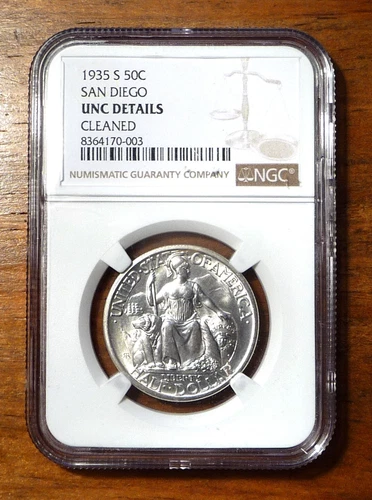 1935 S 50C
SAN DIEGO
UNC DETAILS
CLEANED
8364170-003
NUMISMATIC GUARANTY COMPANY
NGC
UNITED STATES OF AMERICA
LIBERTY
HALF DOLLAR